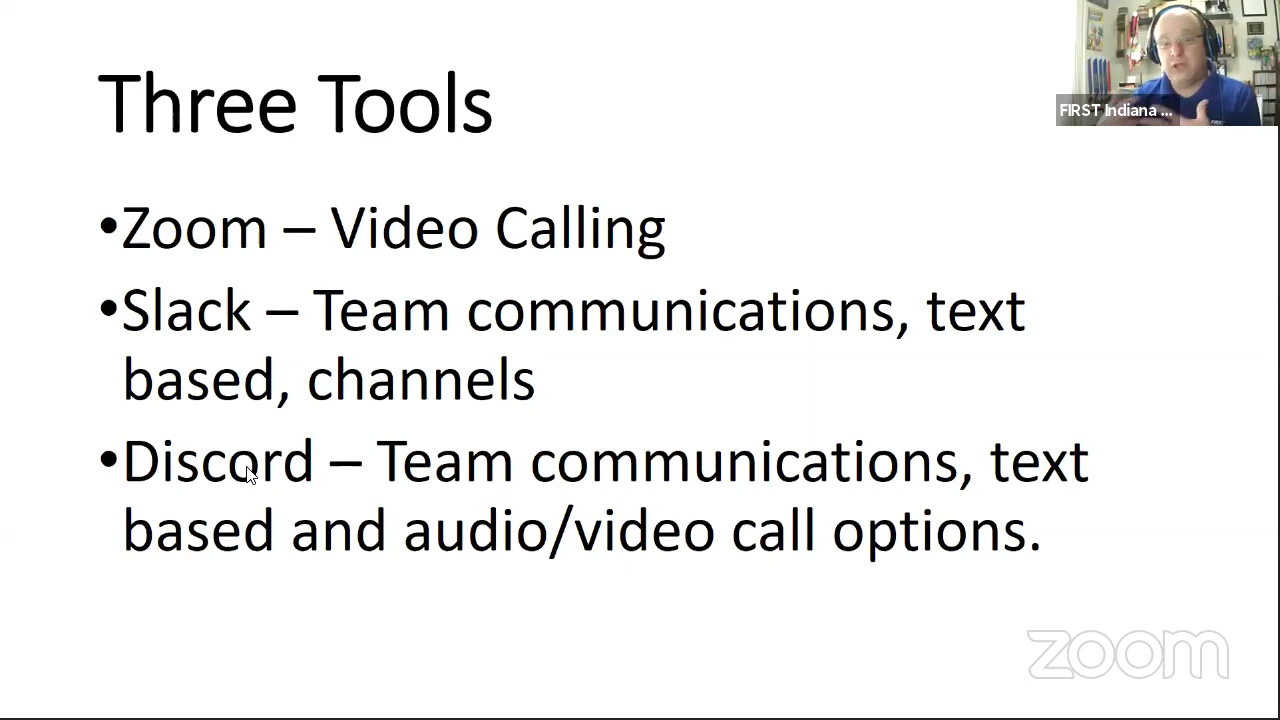 FIRST Indiana ...
Three Tools
•Zoom – Video Calling
•Slack – Team communications, text
based, channels
•Discord – Team communications, text
based and audio/video call options.
zoom